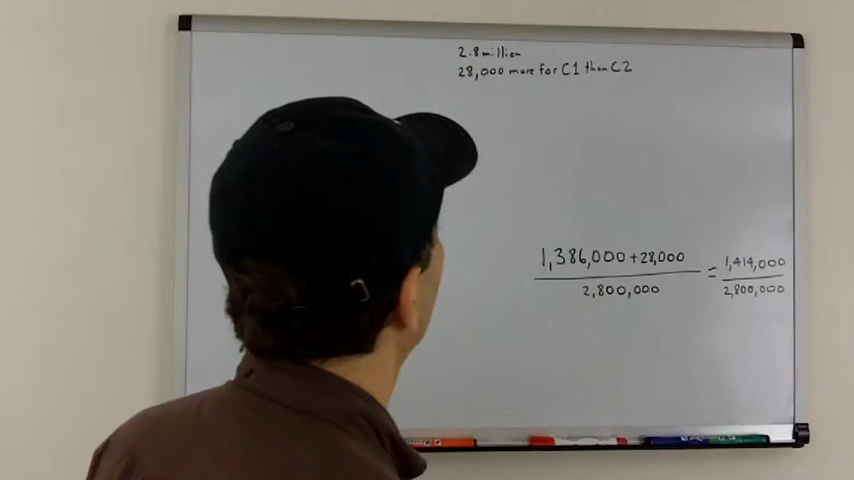 2.8 million
28,000 more for C1 than C2
1,386,000 + 28,000
2,800,000
=
1,414,000
2,800,000